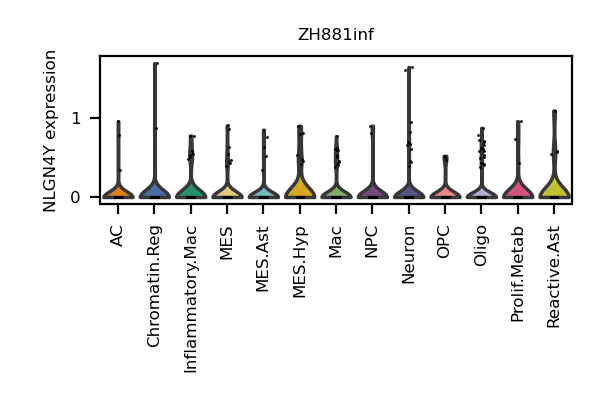 ZH881inf
NLGN4Y expression
1
0
AC
Chromatin.Reg
Inflammatory.Mac
MES
MES.Ast
MES.Hyp
Mac
NPC
Neuron
OPC
Oligo
Prolif.Metab
Reactive.Ast